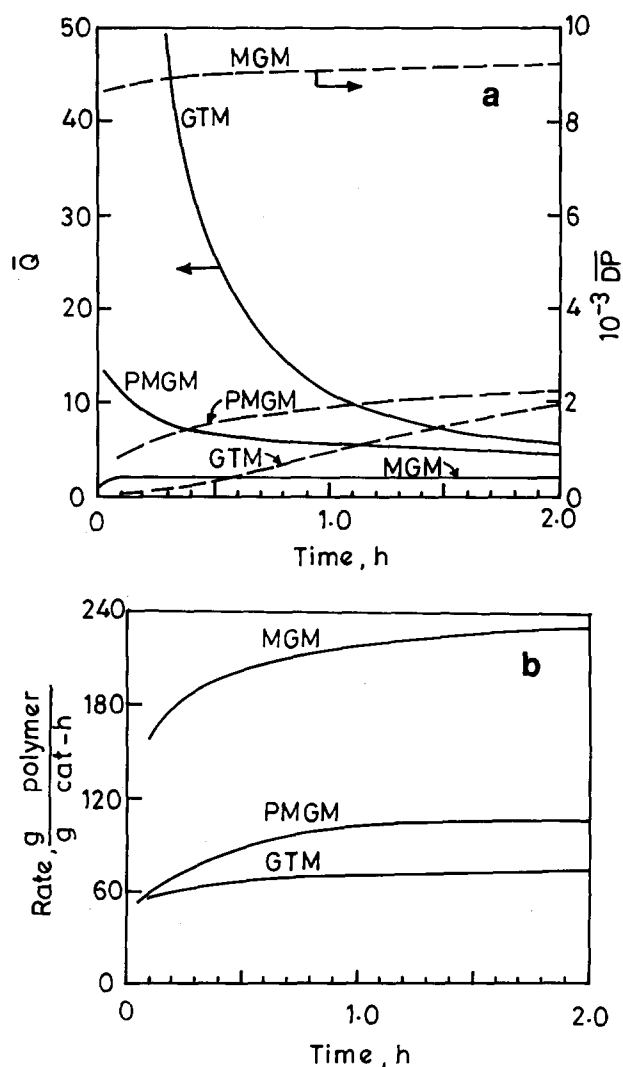 50
10
MGM
a
GTM
40
8
30
6
Q̄
10⁻³ D̄P̄
20
4
PMGM
10
PMGM
2
GTM
MGM
0
0
0
1.0
2.0
Time, h
240
MGM
b
180
Rate, g polymer / g cat-h
120
PMGM
GTM
60
0
0
1.0
2.0
Time, h